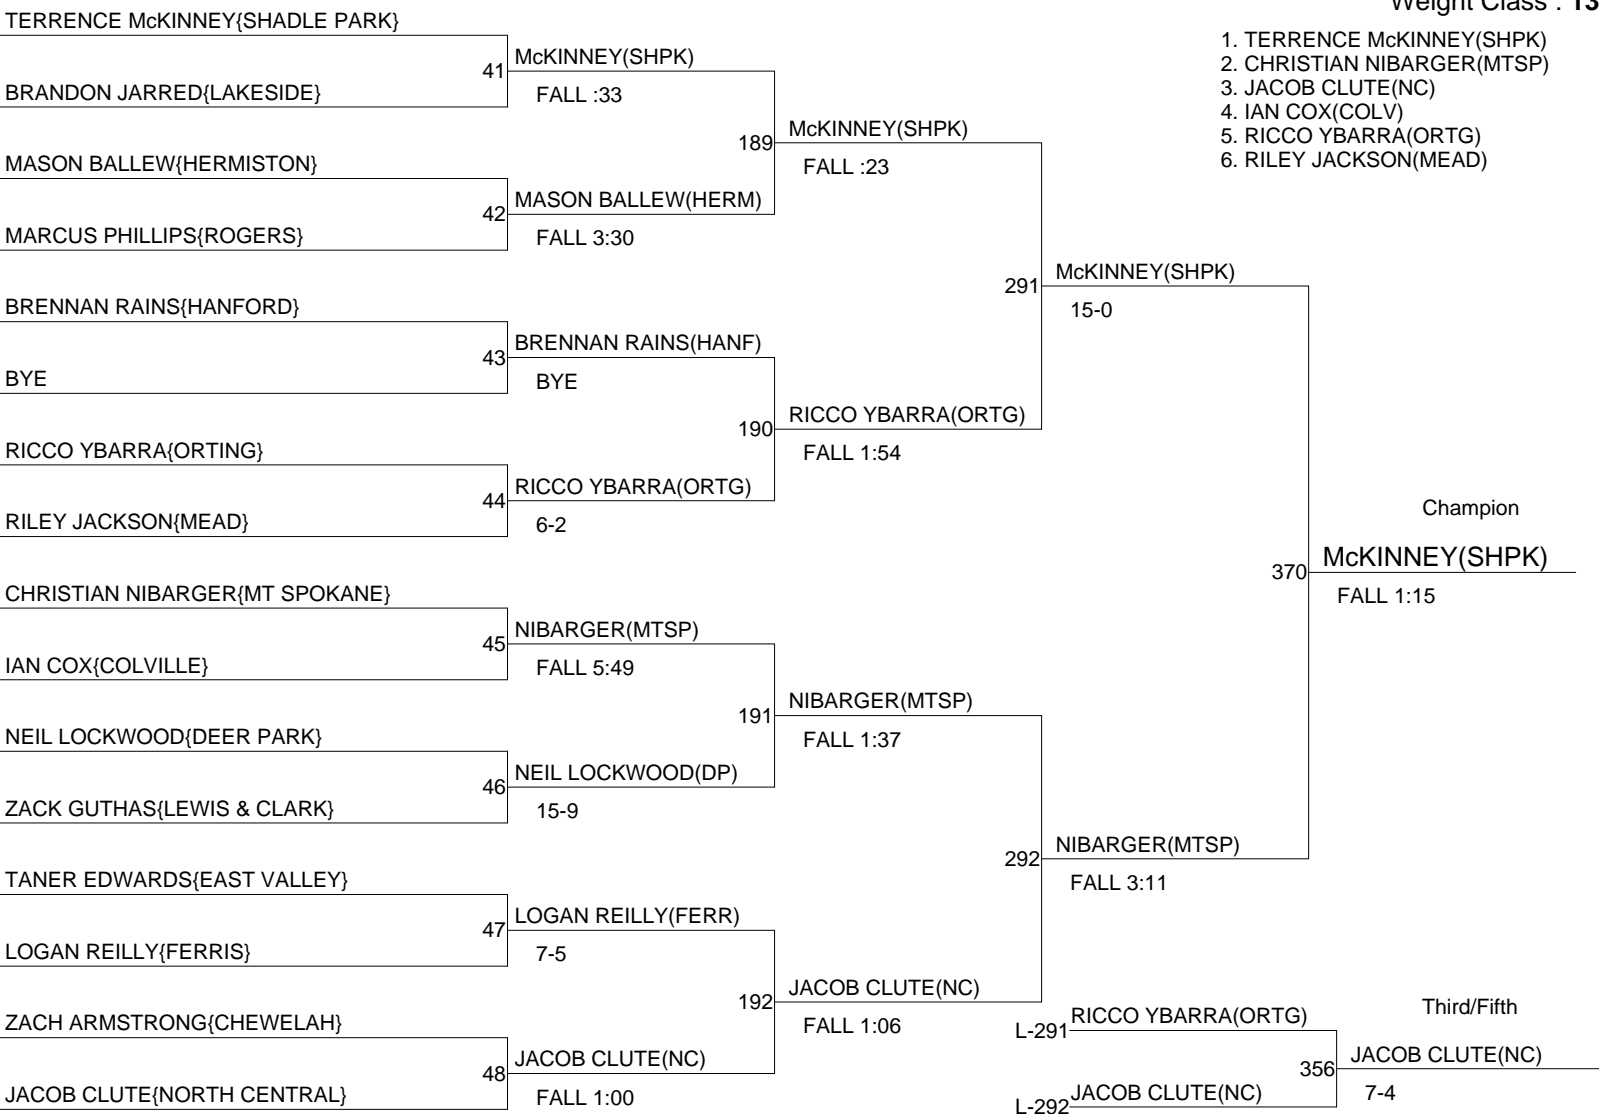 Weight Class : 13
1. TERRENCE McKINNEY(SHPK)
2. CHRISTIAN NIBARGER(MTSP)
3. JACOB CLUTE(NC)
4. IAN COX(COLV)
5. RICCO YBARRA(ORTG)
6. RILEY JACKSON(MEAD)
TERRENCE McKINNEY{SHADLE PARK}
BRANDON JARRED{LAKESIDE}
MASON BALLEW{HERMISTON}
MARCUS PHILLIPS{ROGERS}
BRENNAN RAINS{HANFORD}
BYE
RICCO YBARRA{ORTING}
RILEY JACKSON{MEAD}
CHRISTIAN NIBARGER{MT SPOKANE}
IAN COX{COLVILLE}
NEIL LOCKWOOD{DEER PARK}
ZACK GUTHAS{LEWIS & CLARK}
TANER EDWARDS{EAST VALLEY}
LOGAN REILLY{FERRIS}
ZACH ARMSTRONG{CHEWELAH}
JACOB CLUTE{NORTH CENTRAL}
41 McKINNEY(SHPK)
FALL :33
42 MASON BALLEW(HERM)
FALL 3:30
43 BRENNAN RAINS(HANF)
BYE
44 RICCO YBARRA(ORTG)
6-2
45 NIBARGER(MTSP)
FALL 5:49
46 NEIL LOCKWOOD(DP)
15-9
47 LOGAN REILLY(FERR)
7-5
48 JACOB CLUTE(NC)
FALL 1:00
189 McKINNEY(SHPK)
FALL :23
190 RICCO YBARRA(ORTG)
FALL 1:54
191 NIBARGER(MTSP)
FALL 1:37
192 JACOB CLUTE(NC)
FALL 1:06
291 McKINNEY(SHPK)
15-0
292 NIBARGER(MTSP)
FALL 3:11
Champion
370 McKINNEY(SHPK)
FALL 1:15
L-291 RICCO YBARRA(ORTG)
L-292 JACOB CLUTE(NC)
Third/Fifth
356 JACOB CLUTE(NC)
7-4